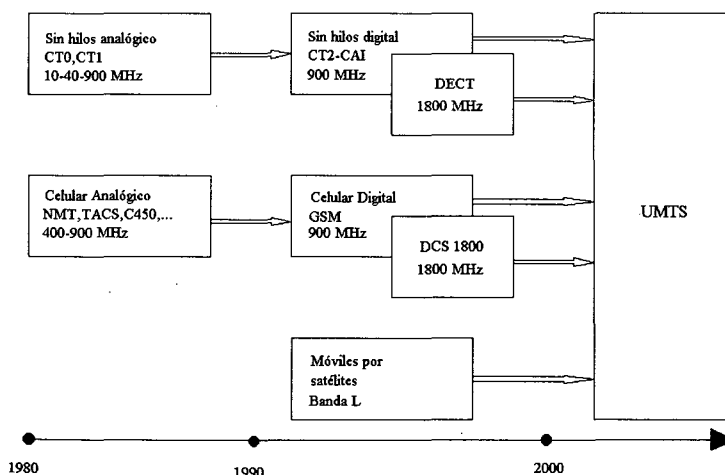 Sin hilos analógico
CT0,CT1
10-40-900 MHz
Sin hilos digital
CT2-CAI
900 MHz
DECT
1800 MHz
Celular Analógico
NMT,TACS,C450,...
400-900 MHz
Celular Digital
GSM
900 MHz
DCS 1800
1800 MHz
UMTS
Móviles por
satélites
Banda L
1980
1990
2000